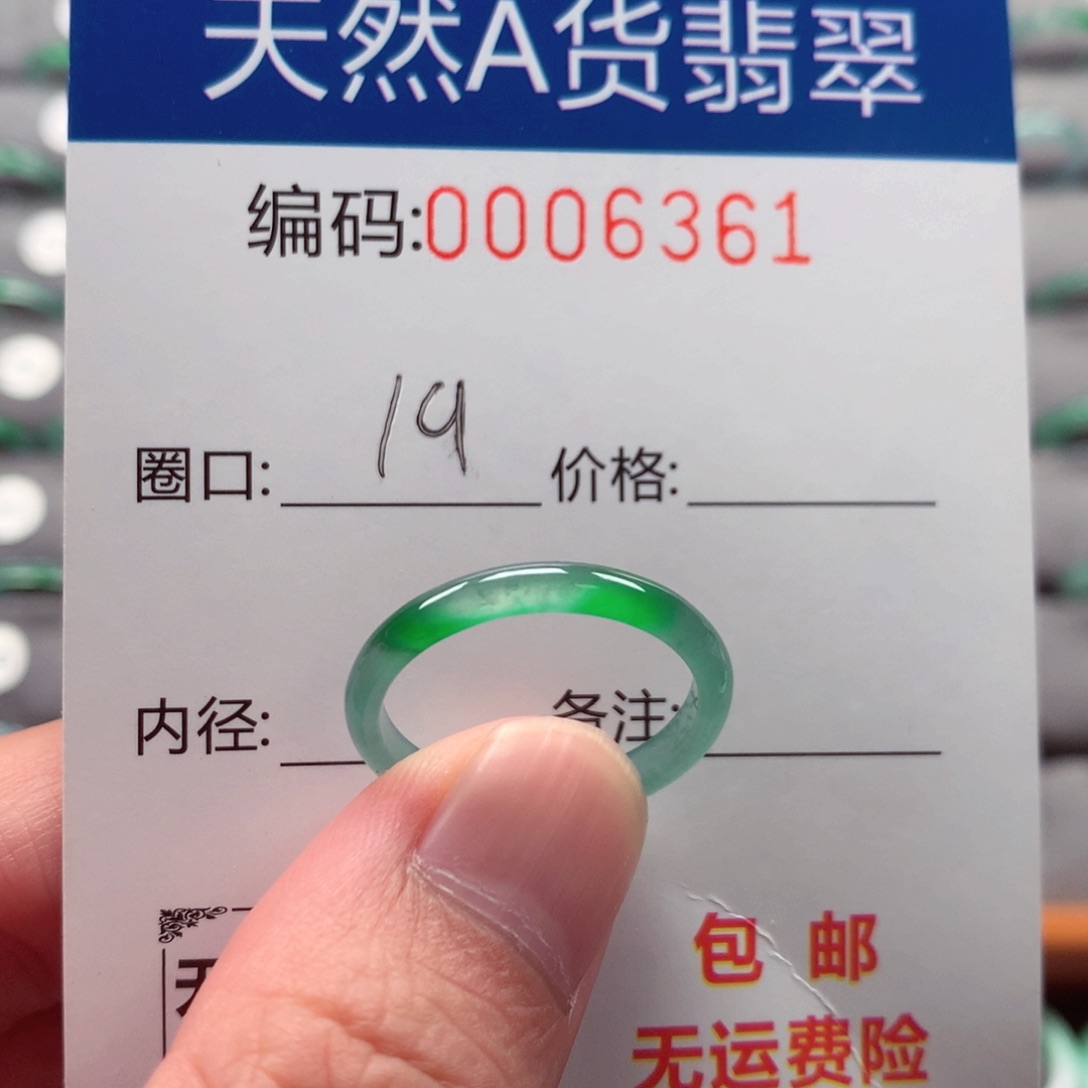 天然A货翡翠
编码:0006361
圈口: 19 价格:
内径: 备注:
包 邮
无运费险